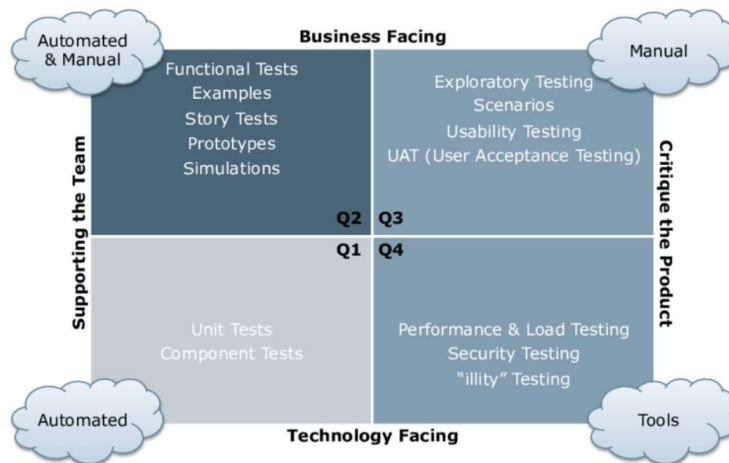 Automated
& Manual
Business Facing
Manual
Functional Tests
Examples
Story Tests
Prototypes
Simulations
Exploratory Testing
Scenarios
Usability Testing
UAT (User Acceptance Testing)
Supporting the Team
Critique the Product
Q2
Q3
Q1
Q4
Unit Tests
Component Tests
Performance & Load Testing
Security Testing
“illity” Testing
Automated
Technology Facing
Tools